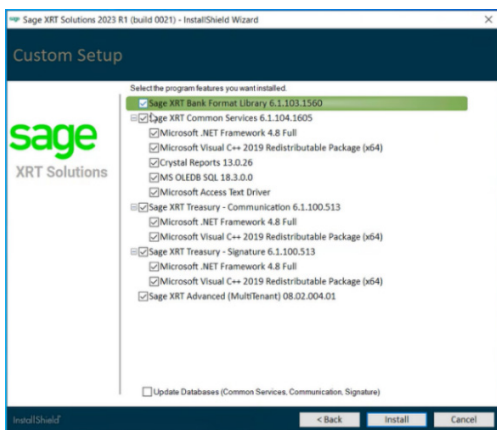 Sage XRT Solutions 2023 R1 (build 0021) - InstallShield Wizard
Custom Setup
Select the program features you want installed.
Sage XRT Bank Format Library 6.1.103.1560
Sage XRT Common Services 6.1.104.1605
Microsoft .NET Framework 4.8 Full
Microsoft Visual C++ 2019 Redistributable Package (x64)
Crystal Reports 13.0.26
MS OLEDB SQL 18.3.0.0
Microsoft Access Text Driver
Sage XRT Treasury - Communication 6.1.100.513
Microsoft .NET Framework 4.8 Full
Microsoft Visual C++ 2019 Redistributable Package (x64)
Sage XRT Treasury - Signature 6.1.100.513
Microsoft .NET Framework 4.8 Full
Microsoft Visual C++ 2019 Redistributable Package (x64)
Sage XRT Advanced (MultiTenant) 08.02.004.01
sage
XRT Solutions
Update Databases (Common Services, Communication, Signature)
InstallShield
< Back
Install
Cancel